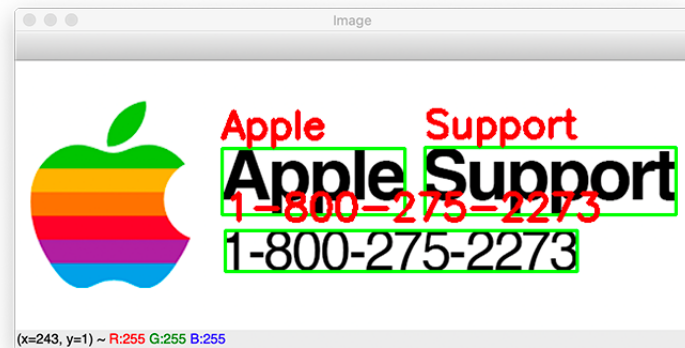 Image
Apple Support
Apple Support
1-800-275-2273
1-800-275-2273
(x=243, y=1) ~ R:255 G:255 B:255